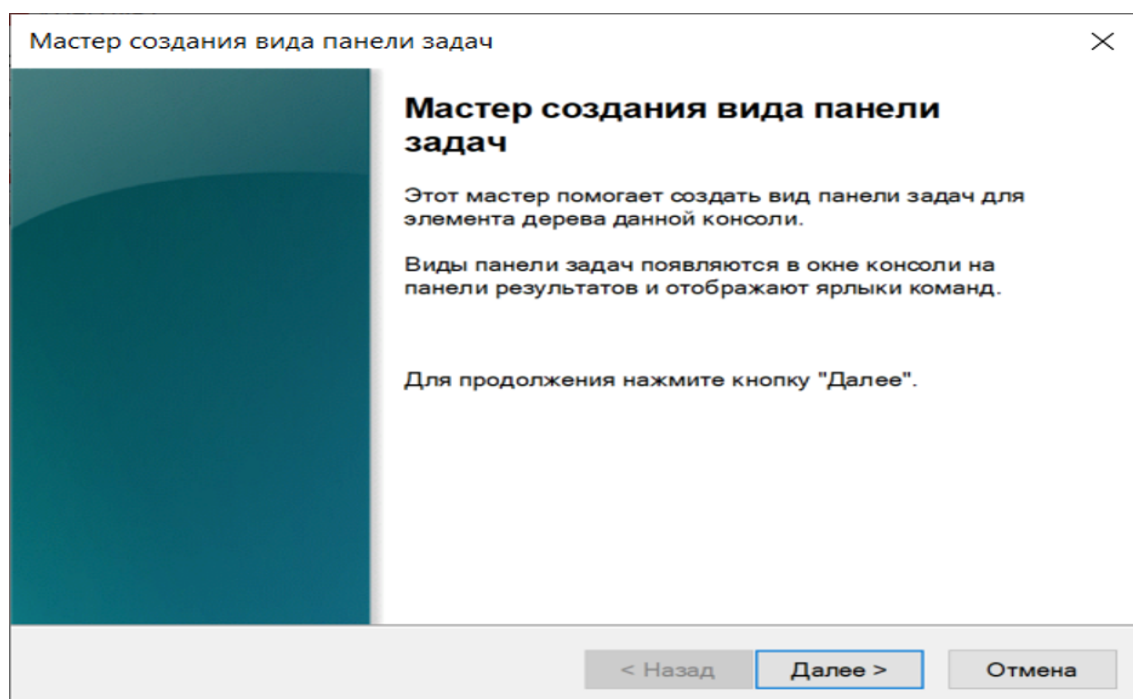 Мастер создания вида панели задач
Мастер создания вида панели
задач
Этот мастер помогает создать вид панели задач для
элемента дерева данной консоли.
Виды панели задач появляются в окне консоли на
панели результатов и отображают ярлыки команд.
Для продолжения нажмите кнопку "Далее".
< Назад
Далее >
Отмена